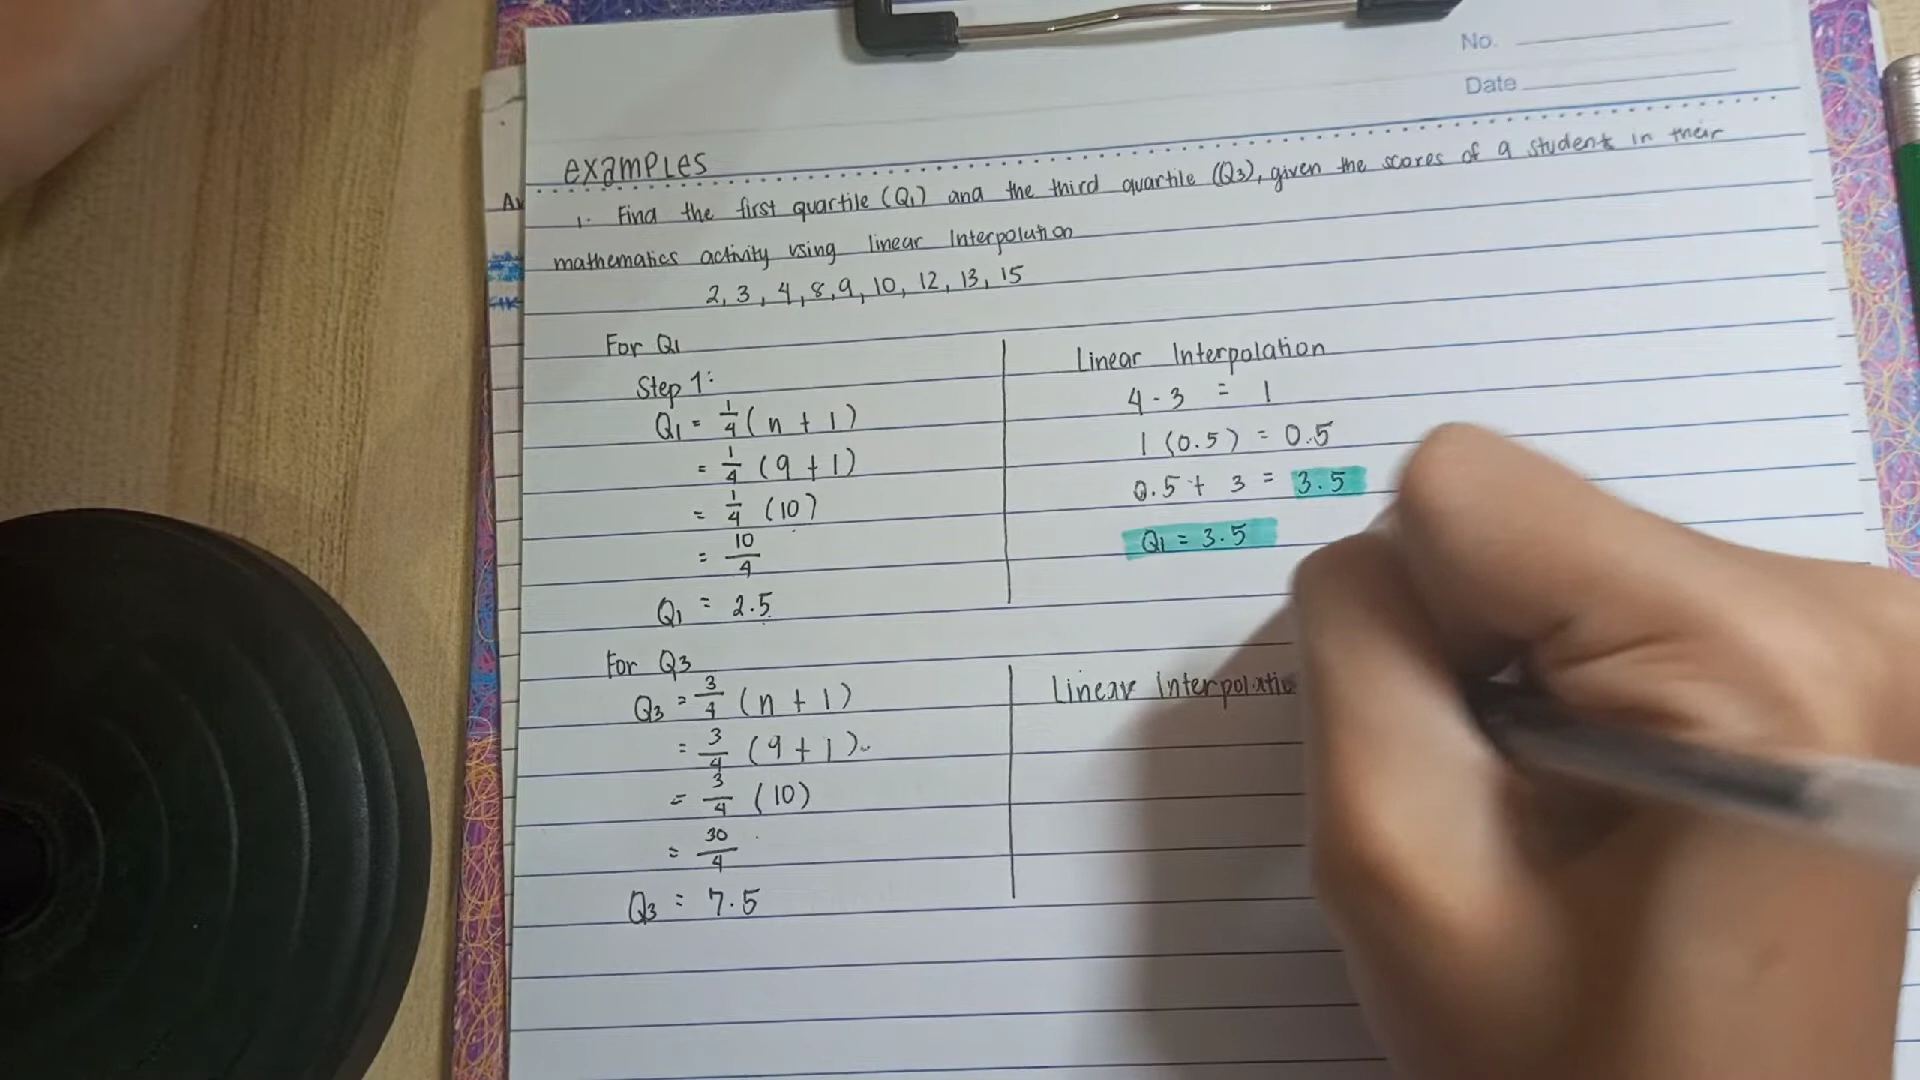 No.
Date
examples
1. Find the first quartile (Q1) and the third quartile (Q3), given the scores of 9 students in their
mathematics activity using linear Interpolation
2, 3, 4, 8, 9, 10, 12, 13, 15
For Q1
Step 1:
Q1 = 1/4 (n + 1)
= 1/4 (9 + 1)
= 1/4 (10)
= 10/4
Q1 = 2.5
Linear Interpolation
4 - 3 = 1
1 (0.5) = 0.5
0.5 + 3 = 3.5
Q1 = 3.5
For Q3
Q3 = 3/4 (n + 1)
= 3/4 (9 + 1)
= 3/4 (10)
= 30/4
Q3 = 7.5
Linear Interpolatio